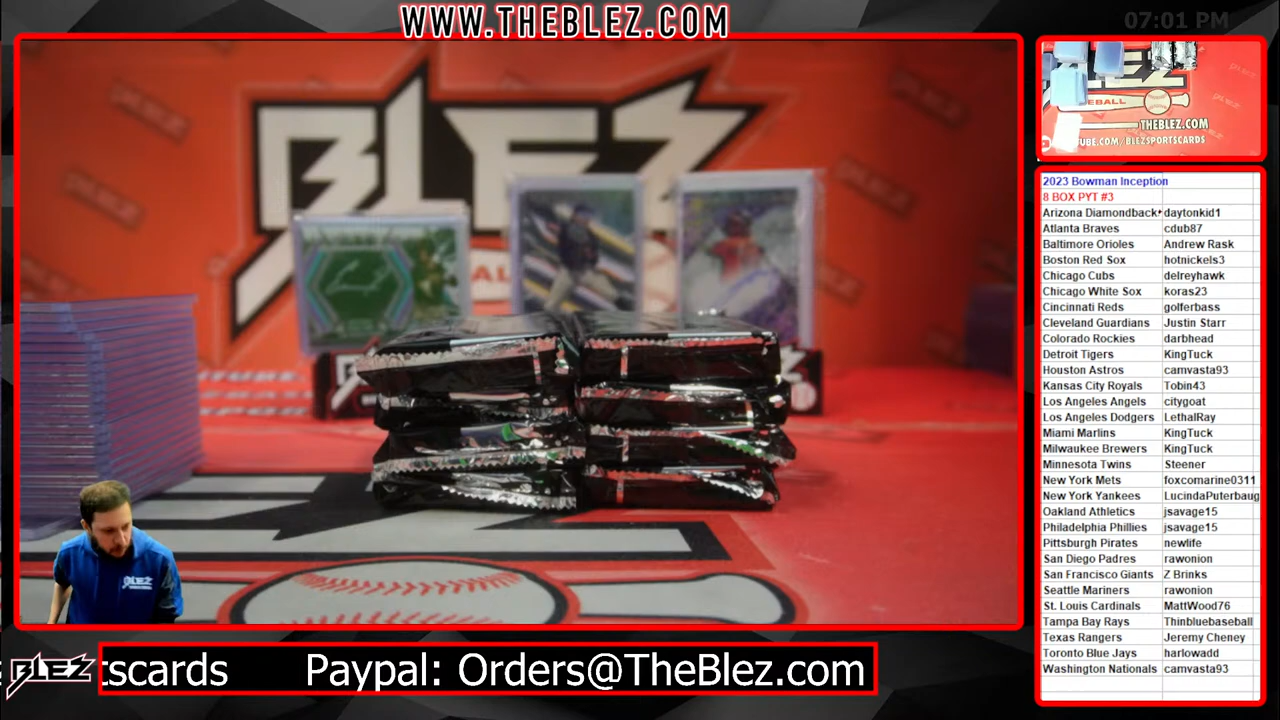 WWW.THEBLEZ.COM
07:01 PM
BLEZ
BLEZ
BASEBALL
THEBLEZ.COM
UBE.COM/BLEZSPORTSCARDS
2023 Bowman Inception
8 BOX PYT #3
Arizona Diamondback daytonkid1
Atlanta Braves cdub87
Baltimore Orioles Andrew Rask
Boston Red Sox hotnickels3
Chicago Cubs delreyhawk
Chicago White Sox koras23
Cincinnati Reds golferbass
Cleveland Guardians Justin Starr
Colorado Rockies darbhead
Detroit Tigers KingTuck
Houston Astros camvasta93
Kansas City Royals Tobin43
Los Angeles Angels citygoat
Los Angeles Dodgers LethalRay
Miami Marlins KingTuck
Milwaukee Brewers KingTuck
Minnesota Twins Steener
New York Mets foxcomarine0311
New York Yankees LucindaPuterbaug
Oakland Athletics jsavage15
Philadelphia Phillies jsavage15
Pittsburgh Pirates newlife
San Diego Padres rawonion
San Francisco Giants Z Brinks
Seattle Mariners rawonion
St. Louis Cardinals MattWood76
Tampa Bay Rays Thinbluebaseball
Texas Rangers Jeremy Cheney
Toronto Blue Jays harlowadd
Washington Nationals camvasta93
BLEZ
BLEZ
tscards Paypal: Orders@TheBlez.com